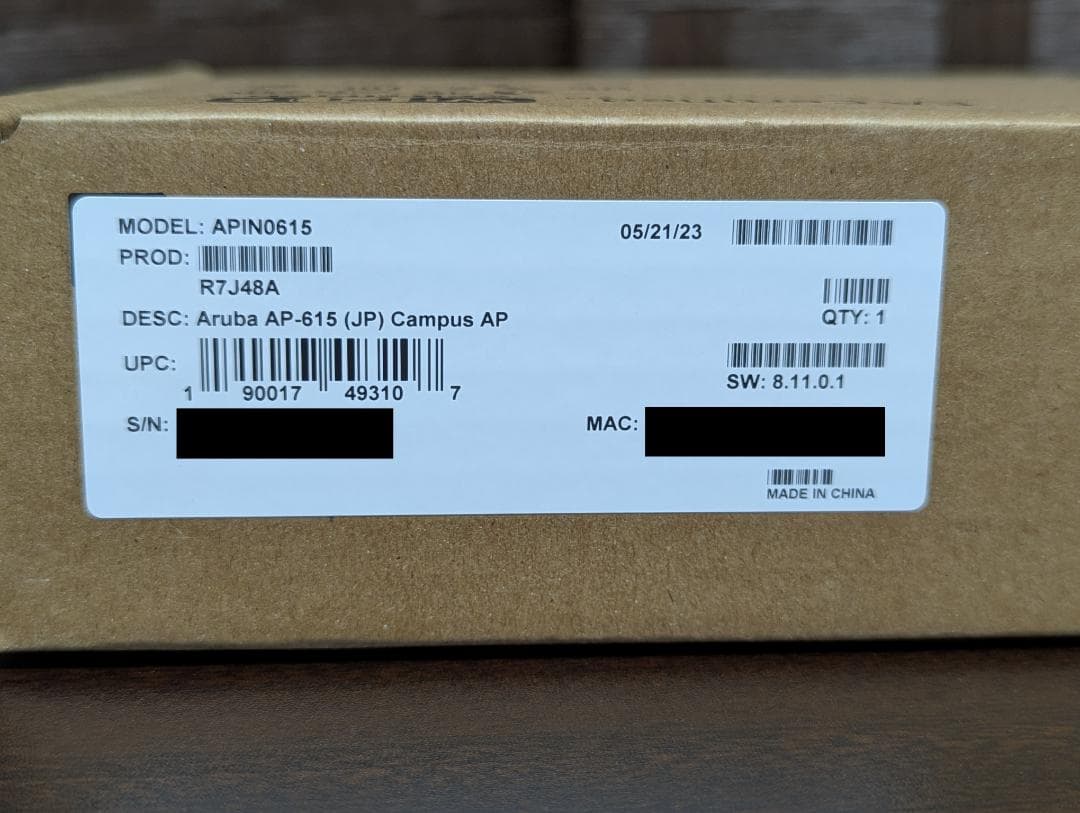 MODEL: APIN0615
05/21/23
PROD:
R7J48A
QTY: 1
DESC: Aruba AP-615 (JP) Campus AP
UPC:
1 90017 49310 7
SW: 8.11.0.1
S/N:
MAC:
MADE IN CHINA